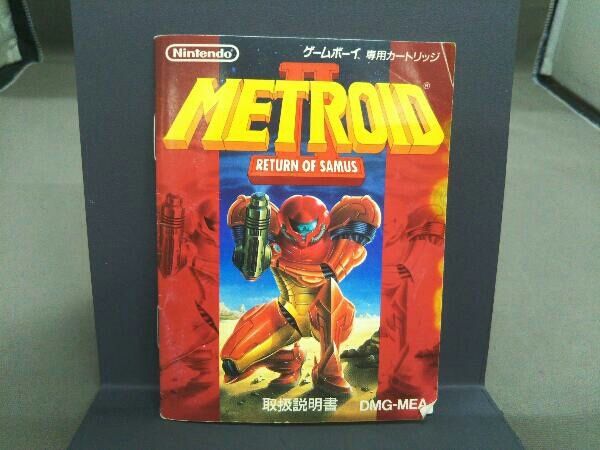 Nintendo®
ゲームボーイ 専用カートリッジ
METROID®
II
RETURN OF SAMUS
取扱説明書 DMG-MEA